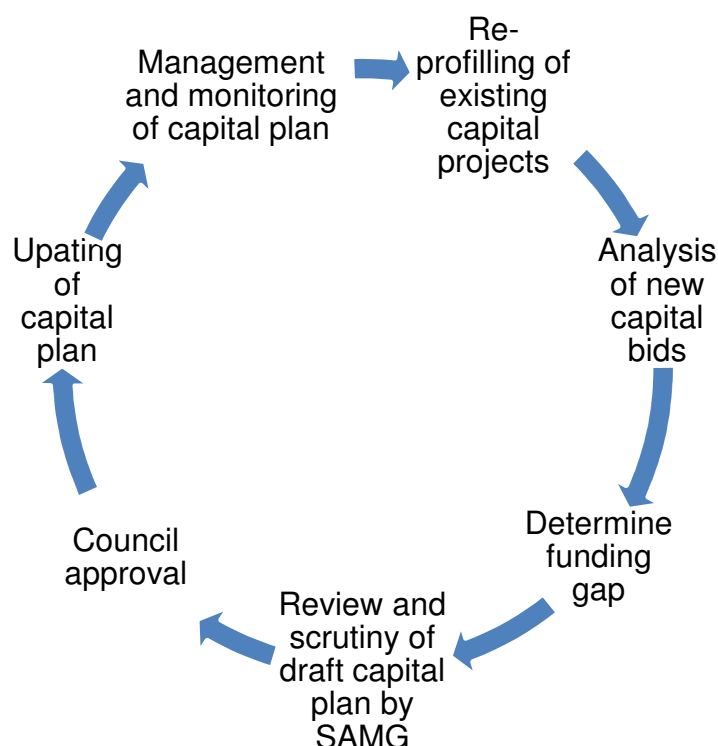 Re-
profilling of
existing
capital
projects
Analysis
of new
capital
bids
Determine
funding
gap
Review and
scrutiny of
draft capital
plan by
SAMG
Council
approval
Upating
of
capital
plan
Management
and monitoring
of capital plan